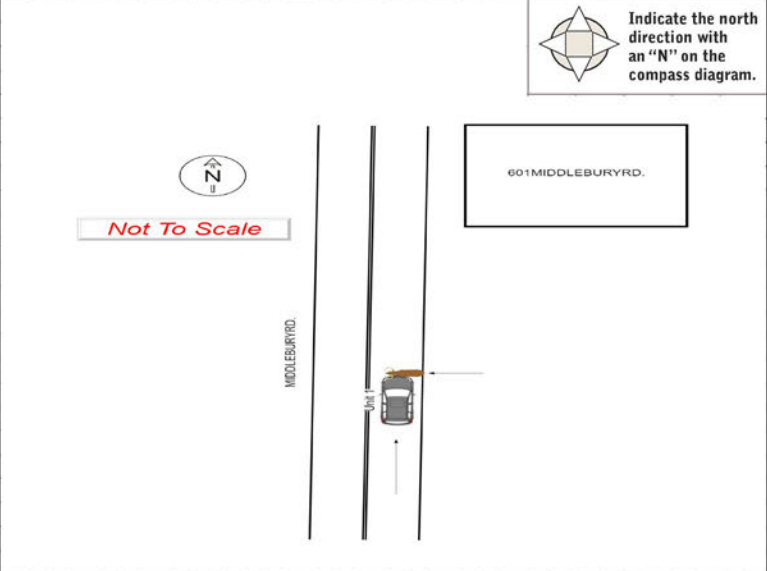 Indicate the north
direction with
an “N” on the
compass diagram.
N
601MIDDLEBURYRD.
Not To Scale
MIDDLEBURYRD.
Unit 1